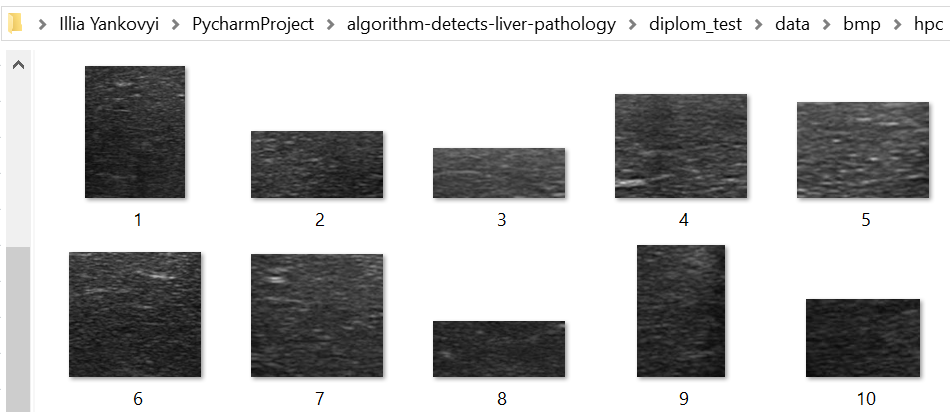 Illia Yankovyi > PycharmProject > algorithm-detects-liver-pathology > diplom_test > data > bmp > hpc
1 2 3 4 5
6 7 8 9 10